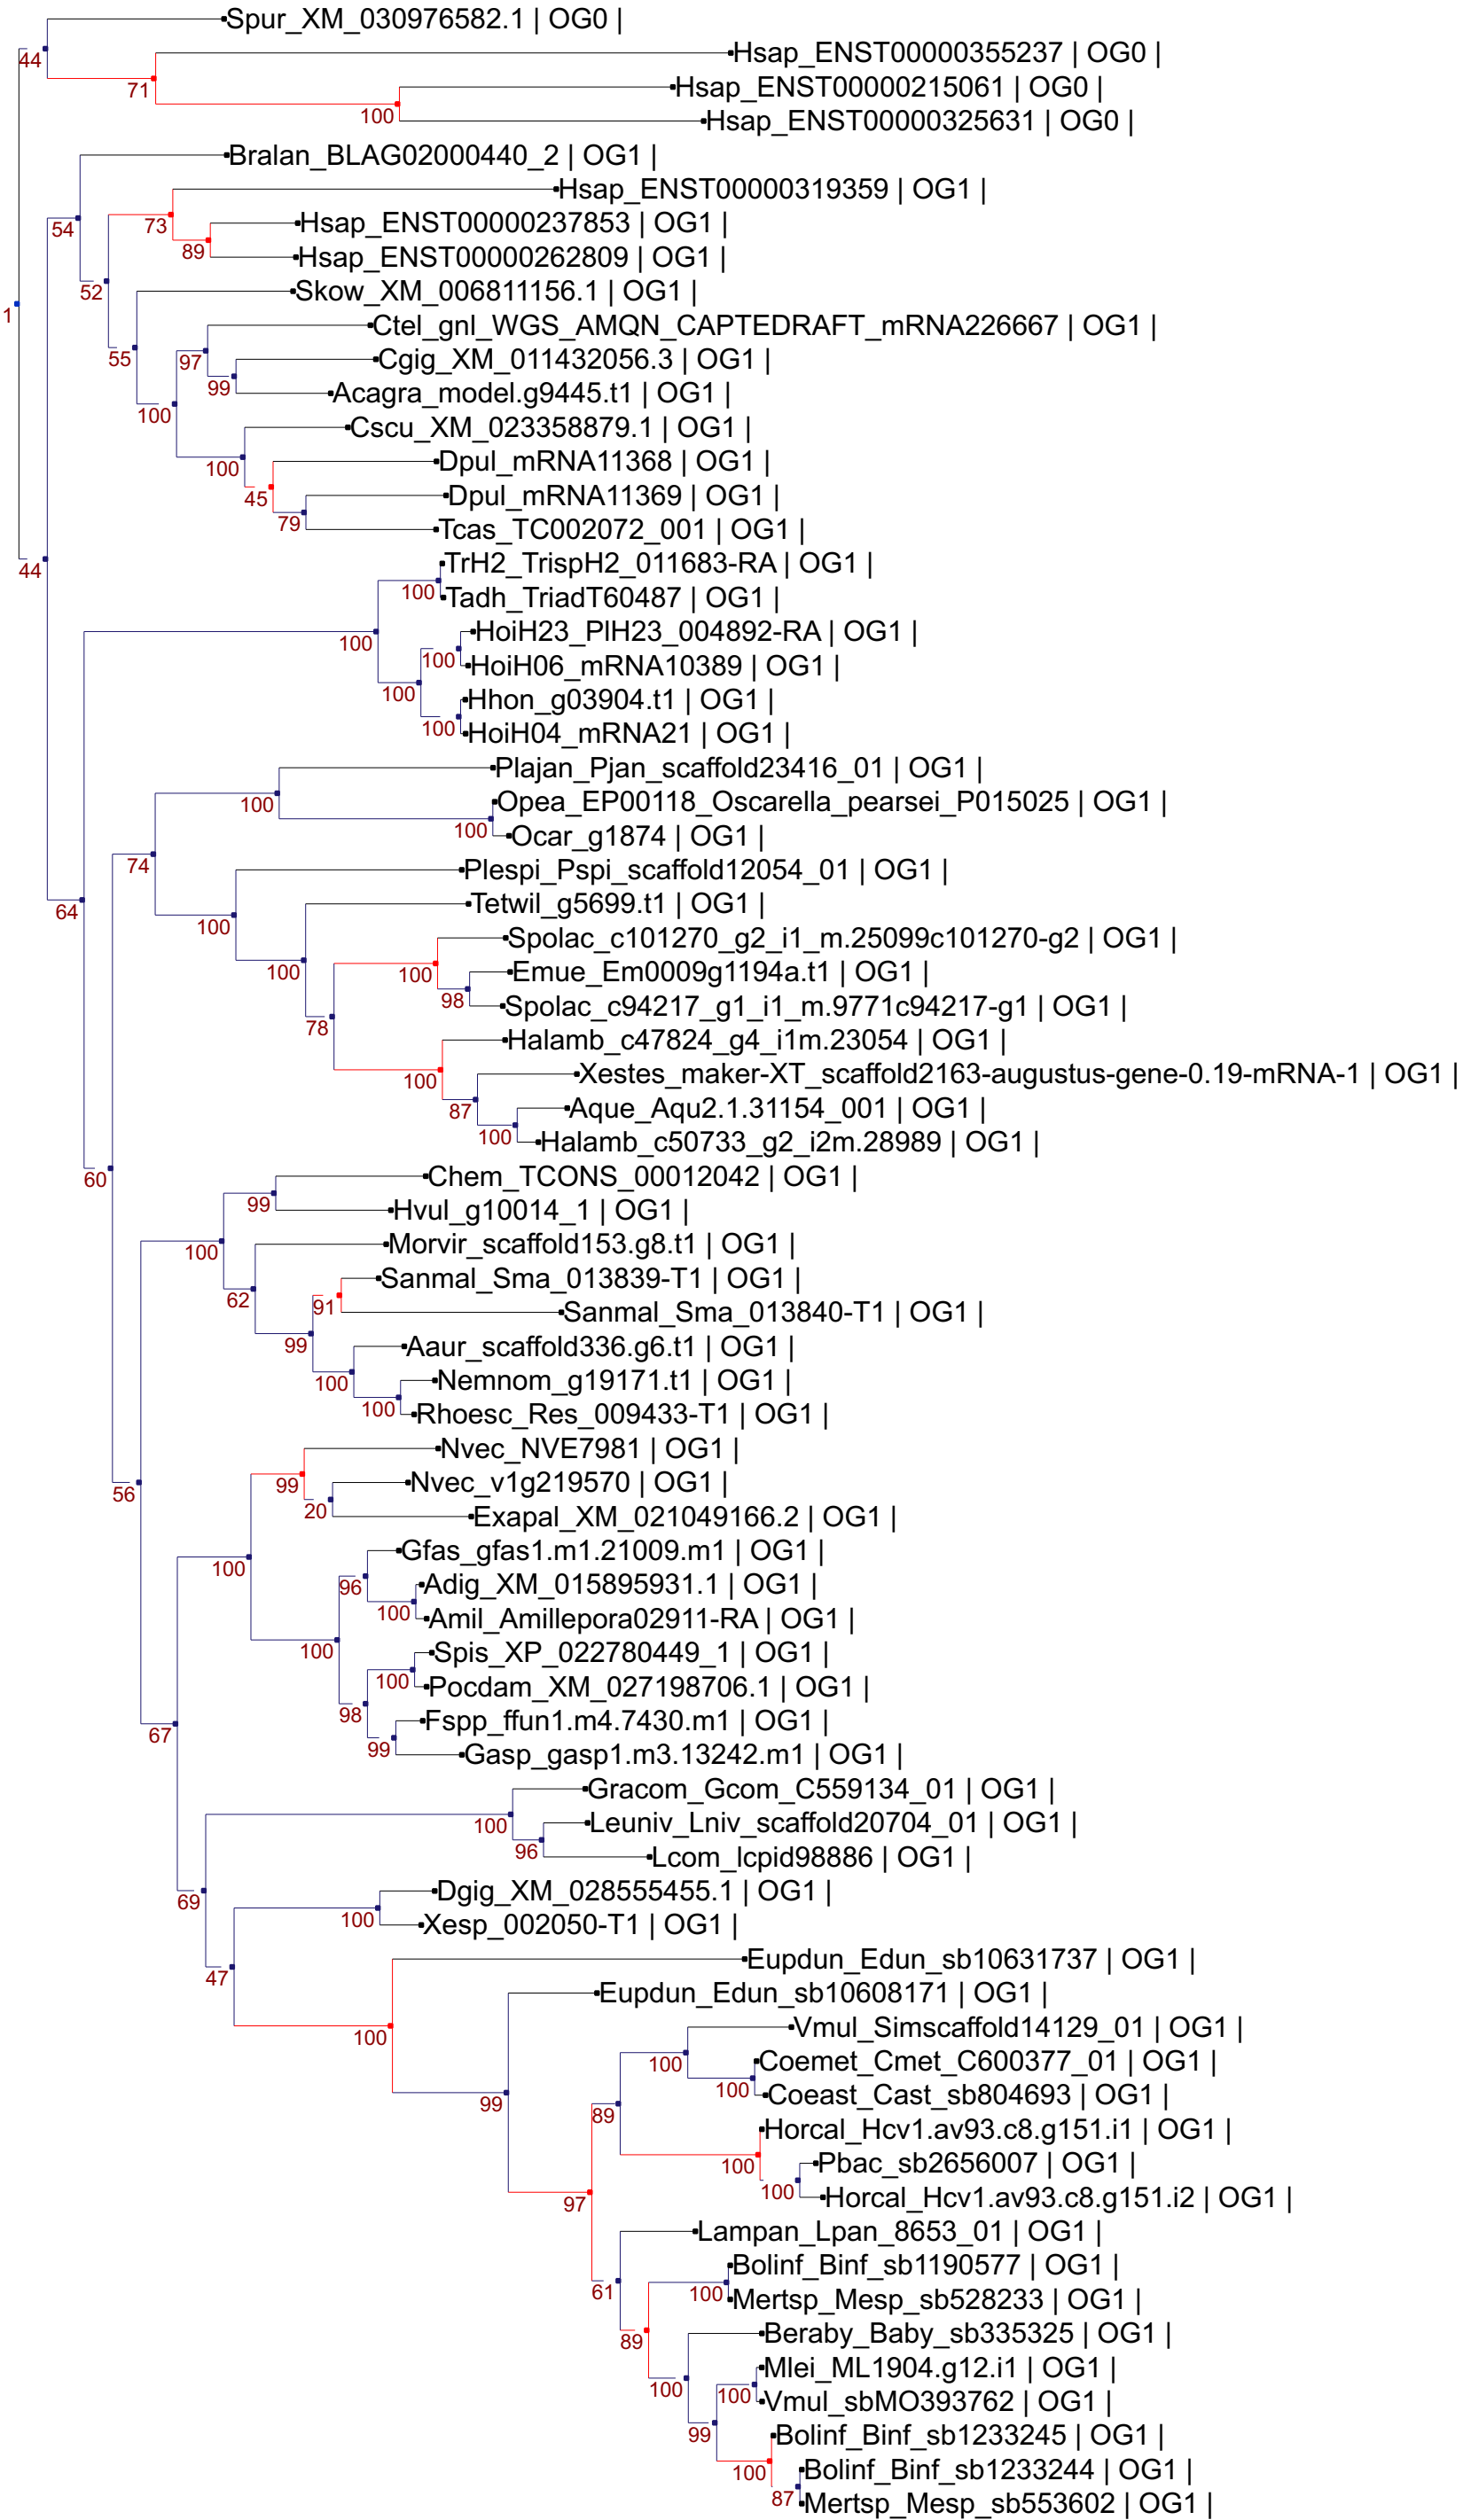 Spur_XM_030976582.1 | OG0 |
44
Hsap_ENST00000355237 | OG0 |
71
Hsap_ENST00000215061 | OG0 |
100
Hsap_ENST00000325631 | OG0 |
Bralan_BLAG02000440_2 | OG1 |
Hsap_ENST00000319359 | OG1 |
54
73
Hsap_ENST00000237853 | OG1 |
89
Hsap_ENST00000262809 | OG1 |
52
Skow_XM_006811156.1 | OG1 |
1
Ctel_gnl_WGS_AMQN_CAPTEDRAFT_mRNA226667 | OG1 |
55
97
Cgig_XM_011432056.3 | OG1 |
99
Acagra_model.g9445.t1 | OG1 |
100
Cscu_XM_023358879.1 | OG1 |
100
Dpul_mRNA11368 | OG1 |
45
Dpul_mRNA11369 | OG1 |
79
Tcas_TC002072_001 | OG1 |
44
TrH2_TrispH2_011683-RA | OG1 |
100
Tadh_TriadT60487 | OG1 |
100
HoiH23_PlH23_004892-RA | OG1 |
100
HoiH06_mRNA10389 | OG1 |
100
Hhon_g03904.t1 | OG1 |
100
HoiH04_mRNA21 | OG1 |
Plajan_Pjan_scaffold23416_01 | OG1 |
100
Opea_EP00118_Oscarella_pearsei_P015025 | OG1 |
100
Ocar_g1874 | OG1 |
74
Plespi_Pspi_scaffold12054_01 | OG1 |
64
100
Tetwil_g5699.t1 | OG1 |
Spolac_c101270_g2_i1_m.25099c101270-g2 | OG1 |
100
100
Emue_Em0009g1194a.t1 | OG1 |
98
Spolac_c94217_g1_i1_m.9771c94217-g1 | OG1 |
78
Halamb_c47824_g4_i1m.23054 | OG1 |
100
Xestes_maker-XT_scaffold2163-augustus-gene-0.19-mRNA-1 | OG1 |
87
Aque_Aqu2.1.31154_001 | OG1 |
100
Halamb_c50733_g2_i2m.28989 | OG1 |
60
Chem_TCONS_00012042 | OG1 |
99
Hvul_g10014_1 | OG1 |
100
Morvir_scaffold153.g8.t1 | OG1 |
62
Sanmal_Sma_013839-T1 | OG1 |
91
Sanmal_Sma_013840-T1 | OG1 |
99
Aaur_scaffold336.g6.t1 | OG1 |
100
Nemnom_g19171.t1 | OG1 |
100
Rhoesc_Res_009433-T1 | OG1 |
Nvec_NVE7981 | OG1 |
56
99
Nvec_v1g219570 | OG1 |
20
Exapal_XM_021049166.2 | OG1 |
100
Gfas_gfas1.m1.21009.m1 | OG1 |
96
Adig_XM_015895931.1 | OG1 |
100
Amil_Amillepora02911-RA | OG1 |
100
Spis_XP_022780449_1 | OG1 |
100
Pocdam_XM_027198706.1 | OG1 |
98
Fspp_ffun1.m4.7430.m1 | OG1 |
67
99
Gasp_gasp1.m3.13242.m1 | OG1 |
Gracom_Gcom_C559134_01 | OG1 |
100
Leuniv_Lniv_scaffold20704_01 | OG1 |
96
Lcom_lcpid98886 | OG1 |
69
Dgig_XM_028555455.1 | OG1 |
100
Xesp_002050-T1 | OG1 |
47
Eupdun_Edun_sb10631737 | OG1 |
100
Eupdun_Edun_sb10608171 | OG1 |
Vmul_Simscaffold14129_01 | OG1 |
100
Coemet_Cmet_C600377_01 | OG1 |
100
Coeast_Cast_sb804693 | OG1 |
99
89
Horcal_Hcv1.av93.c8.g151.i1 | OG1 |
100
Pbac_sb2656007 | OG1 |
100
Horcal_Hcv1.av93.c8.g151.i2 | OG1 |
97
Lampan_Lpan_8653_01 | OG1 |
61
Bolinf_Binf_sb1190577 | OG1 |
100
Mertsp_Mesp_sb528233 | OG1 |
89
Beraby_Baby_sb335325 | OG1 |
100
Mlei_ML1904.g12.i1 | OG1 |
100
Vmul_sbMO393762 | OG1 |
99
Bolinf_Binf_sb1233245 | OG1 |
100
Bolinf_Binf_sb1233244 | OG1 |
87
Mertsp_Mesp_sb553602 | OG1 |